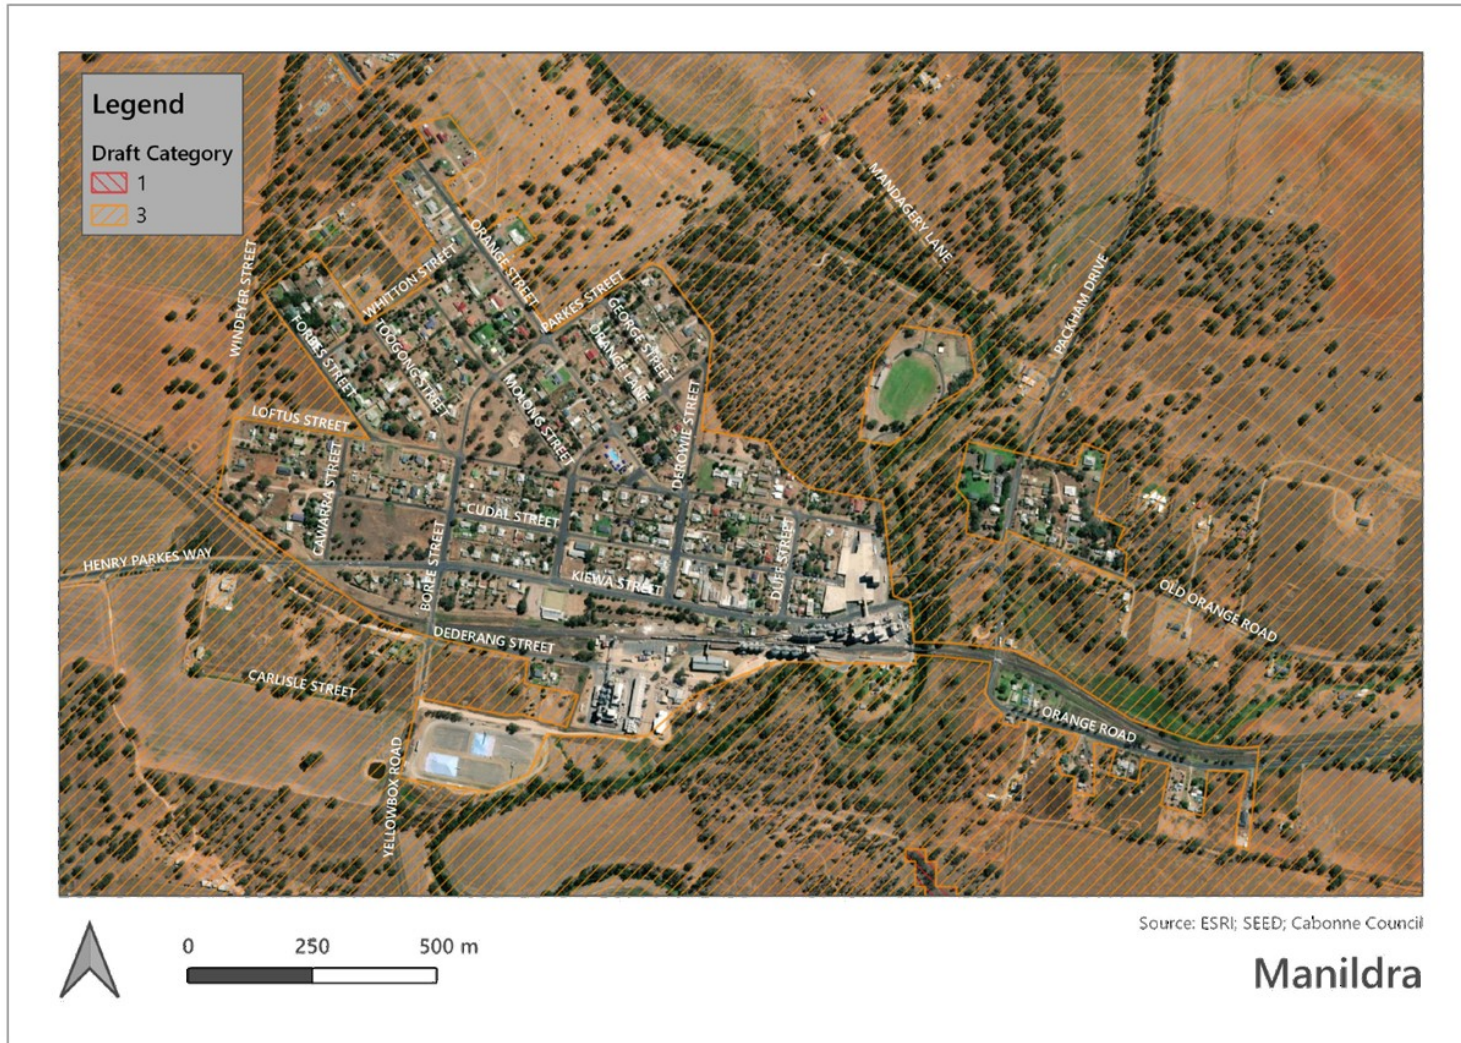 Legend
Draft Category
1
3
MANDAGERY LANE
ORANGE STREET
WHITTON STREET
WINDEYER STREET
PARKES STREET
GEORGE STREET
PACKHAM DRIVE
FORBES STREET
TOOGONG STREET
ORANGE LANE
MOLONG STREET
LOFTUS STREET
DEROWIE STREET
CAWARRA STREET
CUDAL STREET
BOREE STREET
DUFF STREET
HENRY PARKES WAY
KIEWA STREET
OLD ORANGE ROAD
DEDERANG STREET
CARLISLE STREET
ORANGE ROAD
YELLOWBOX ROAD
Source: ESRI; SEED; Cabonne Council
0 250 500 m
Manildra